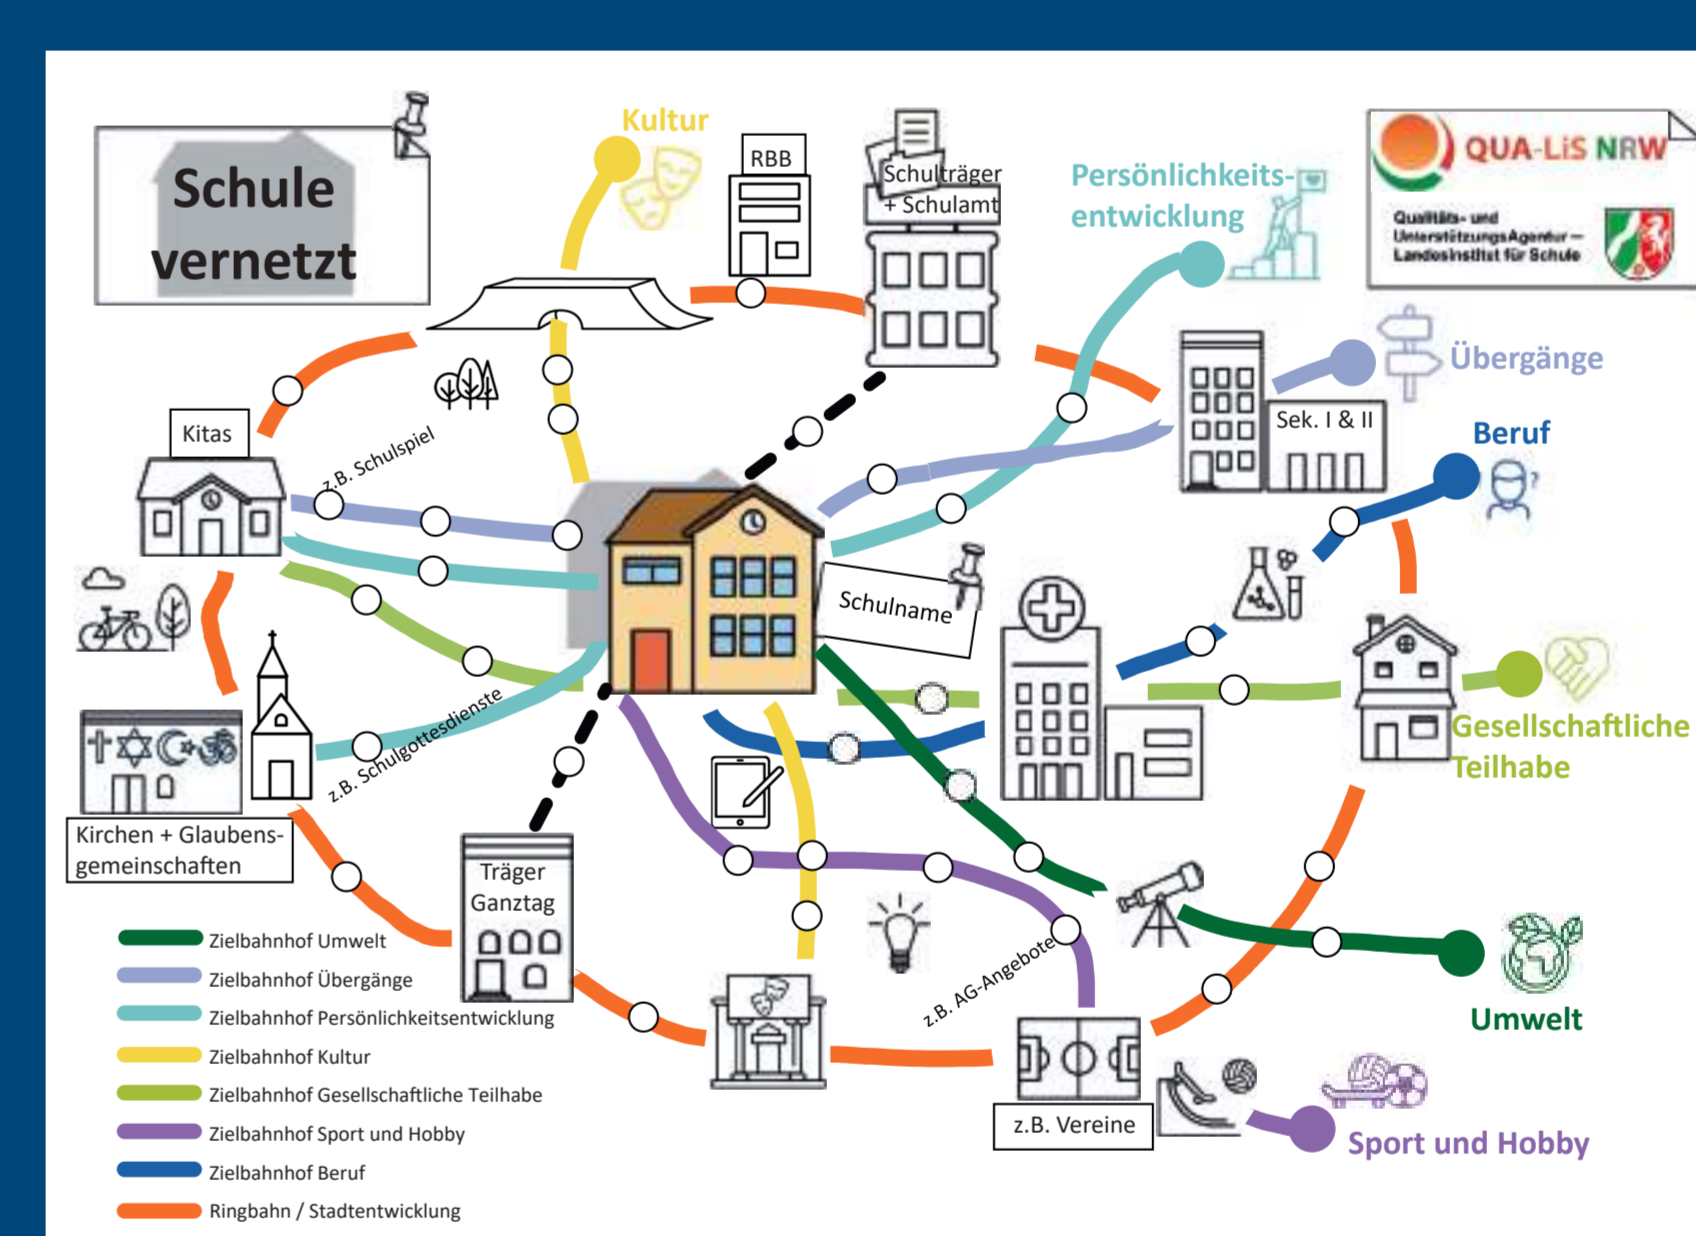 Schule
vernetzt
Kultur
RBB
Schulträger
+ Schulamt
Persönlichkeits-
entwicklung
QUA-LiS NRW
Qualitäts- und
UnterstützungsAgentur –
Landesinstitut für Schule
Übergänge
Sek. I & II
Beruf
?
Kitas
z.B. Schulspiel
Schulname
Gesellschaftliche
Teilhabe
z.B. Schulgottesdienste
Kirchen + Glaubens-
gemeinschaften
Träger
Ganztag
z.B. AG-Angebote
Umwelt
z.B. Vereine
Sport und Hobby
Zielbahnhof Umwelt
Zielbahnhof Übergänge
Zielbahnhof Persönlichkeitsentwicklung
Zielbahnhof Kultur
Zielbahnhof Gesellschaftliche Teilhabe
Zielbahnhof Sport und Hobby
Zielbahnhof Beruf
Ringbahn / Stadtentwicklung